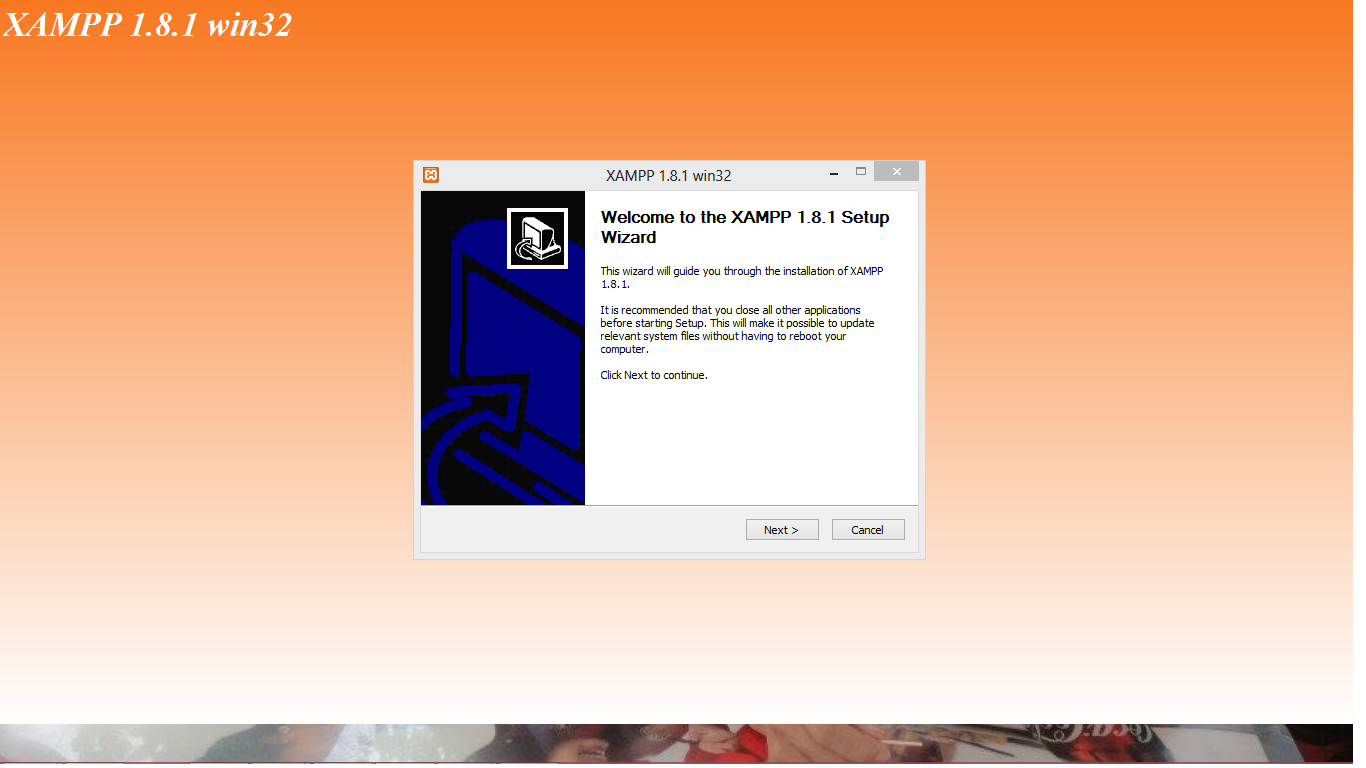 XAMPP 1.8.1 win32
XAMPP 1.8.1 win32
Welcome to the XAMPP 1.8.1 Setup
Wizard
This wizard will guide you through the installation of XAMPP
1.8.1.
It is recommended that you close all other applications
before starting Setup. This will make it possible to update
relevant system files without having to reboot your
computer.
Click Next to continue.
Next >
Cancel